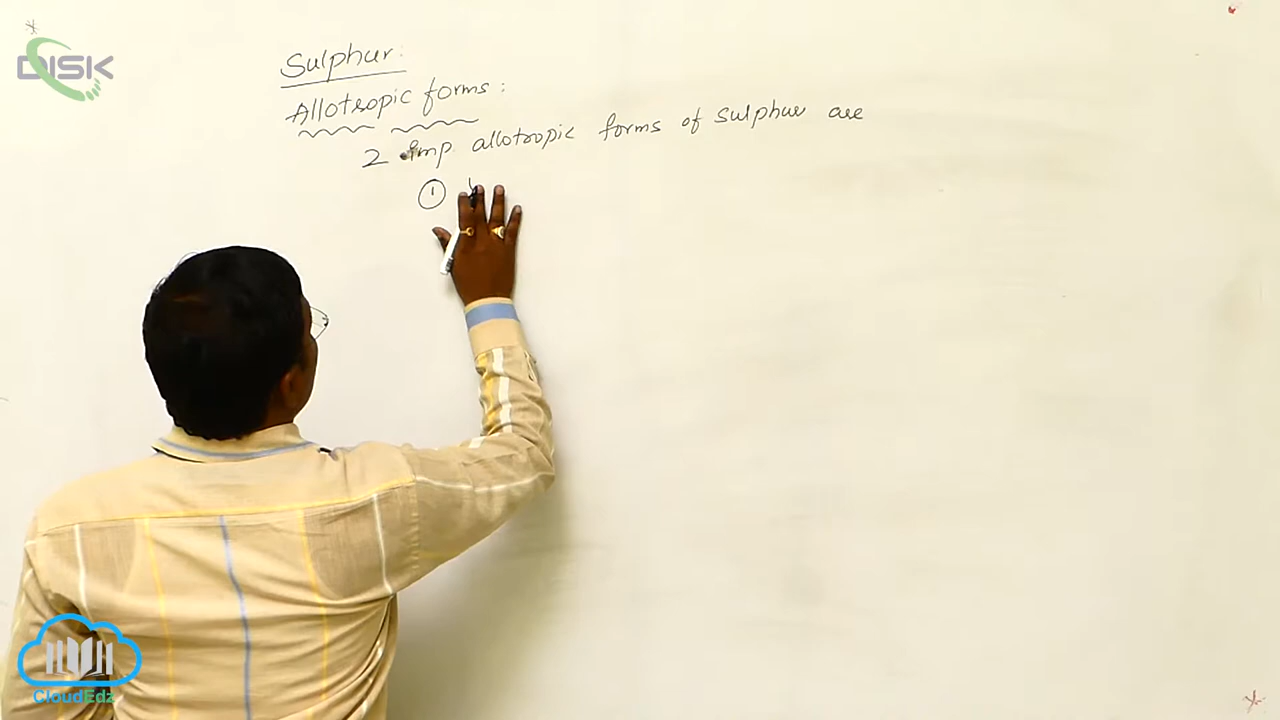 DISK
Sulphur:
Allotropic forms:
2 Imp allotropic forms of sulphur are
①
CloudEdz